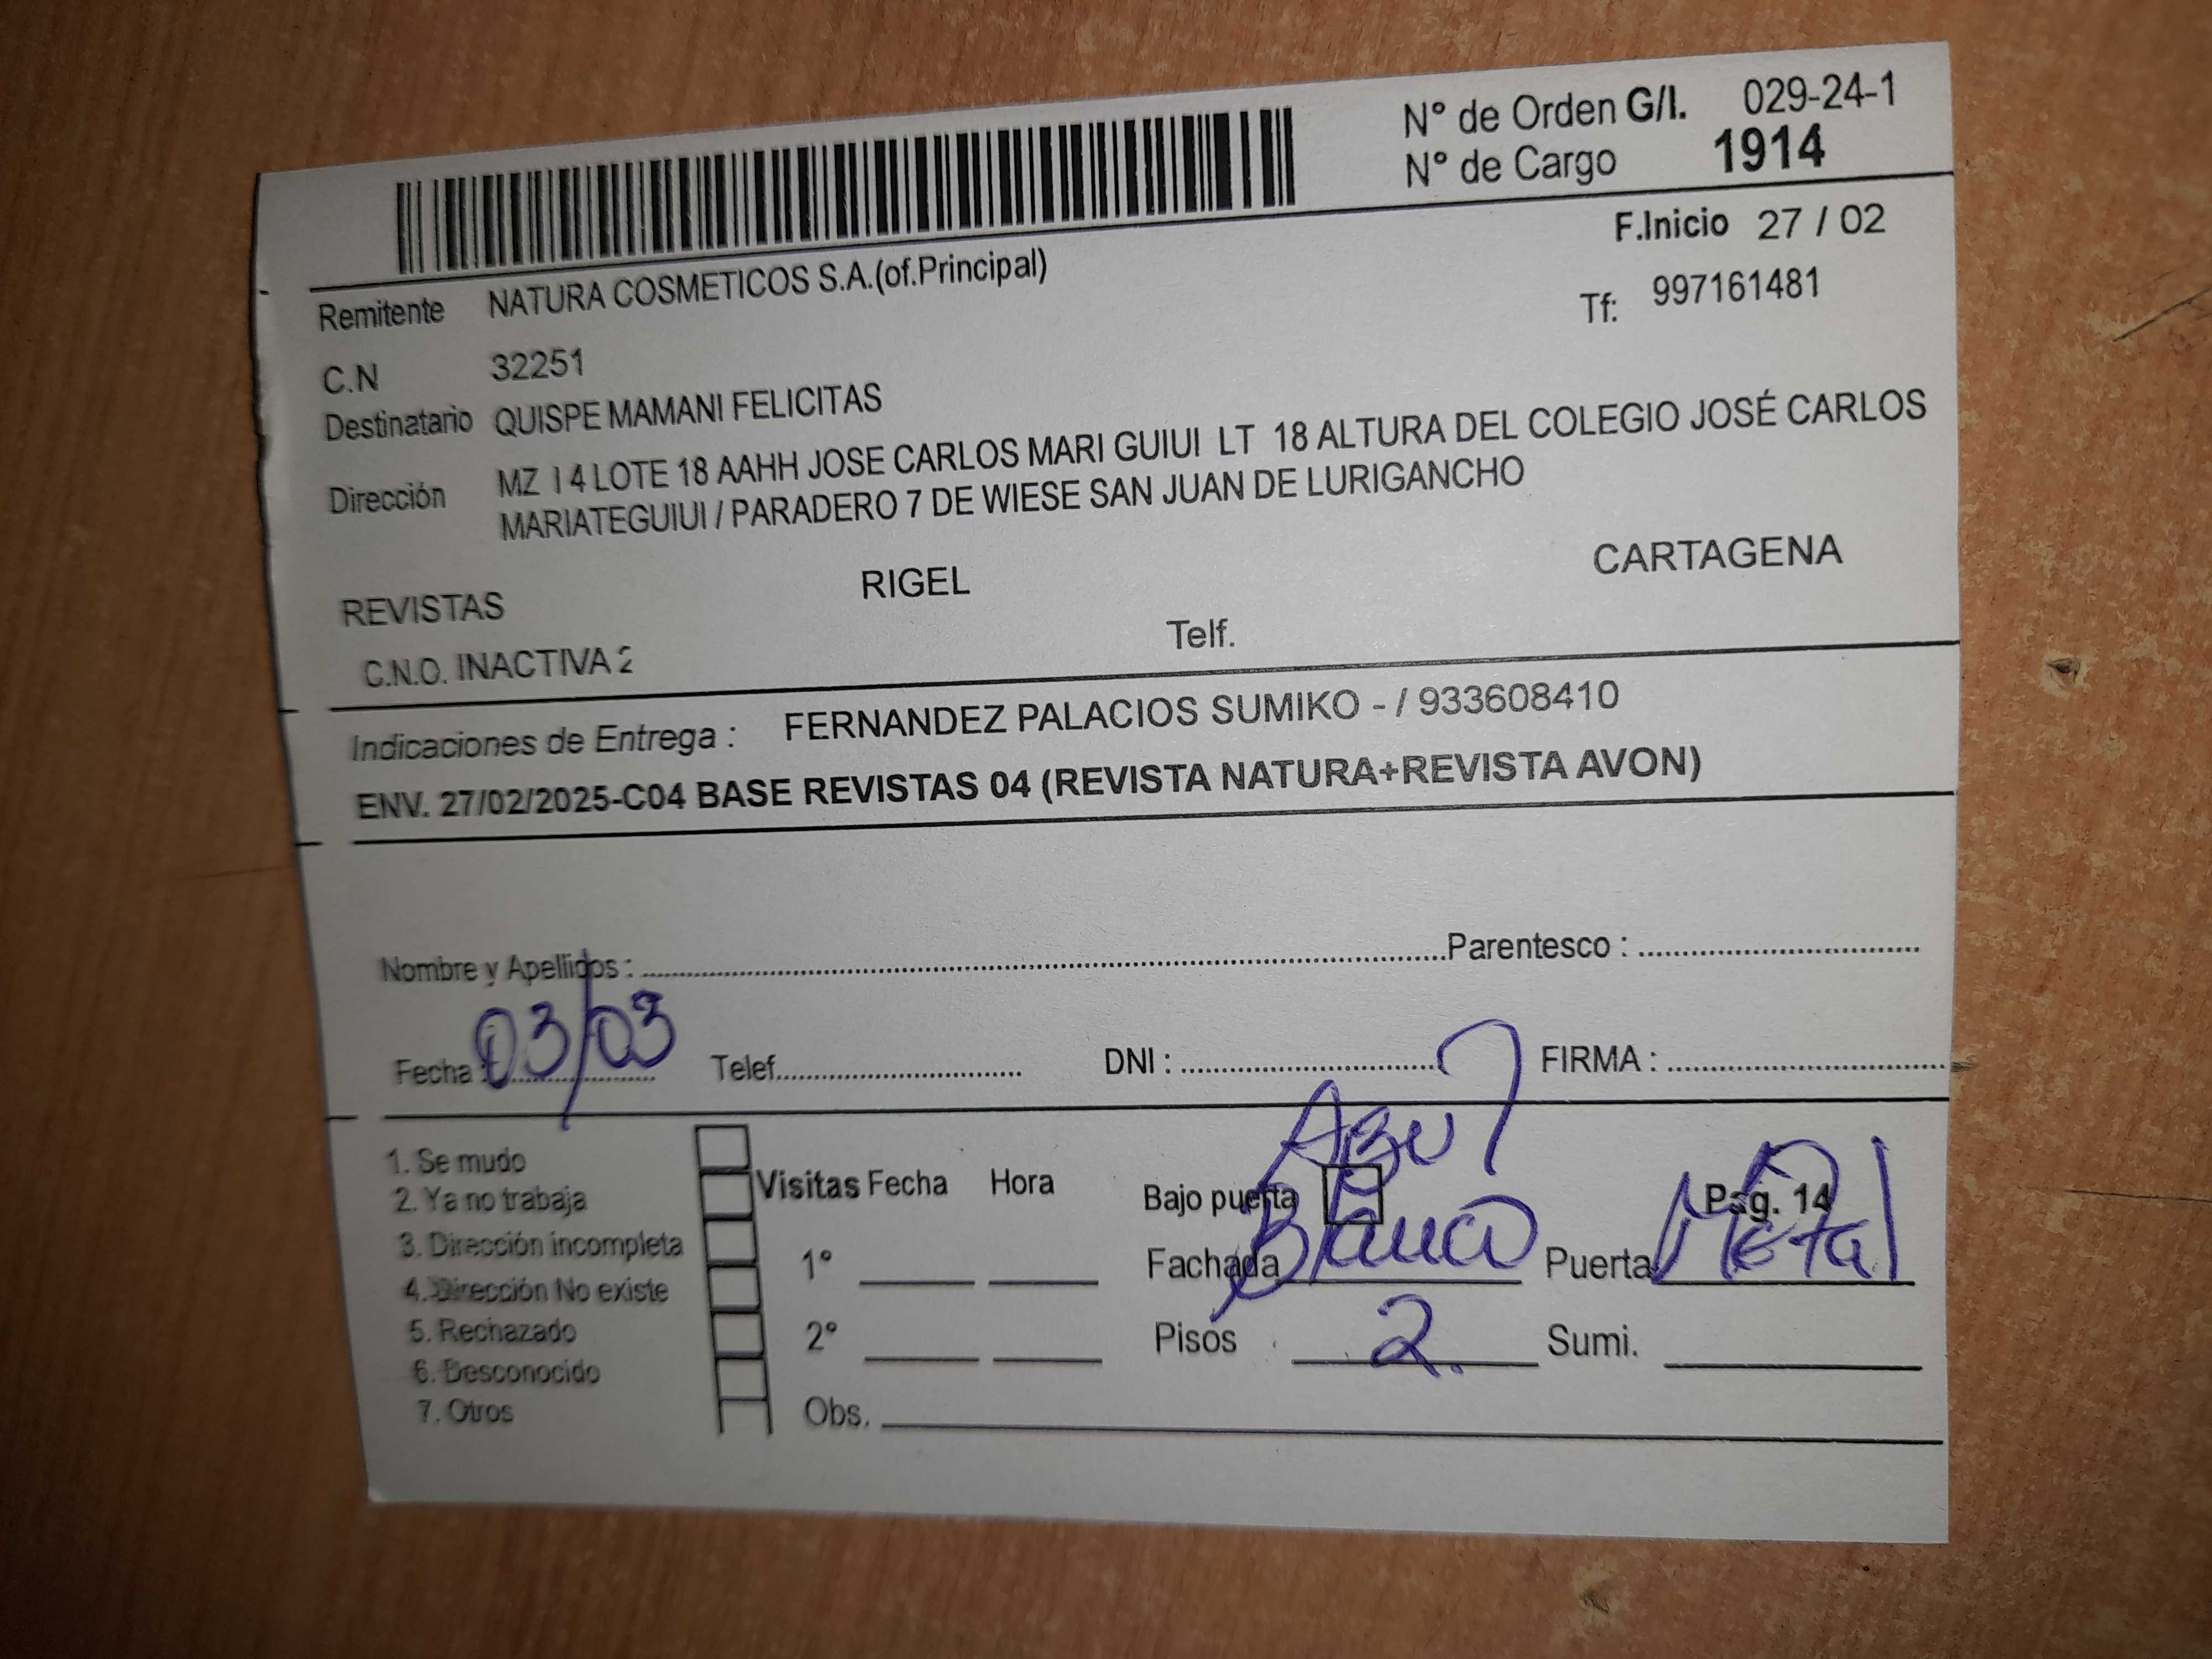 N° de Orden G/I. 029-24-1
N° de Cargo 1914
F.Inicio 27 / 02
Remitente NATURA COSMETICOS S.A.(of.Principal)
Tf: 997161481
C.N 32251
Destinatario QUISPE MAMANI FELICITAS
Dirección MZ I 4 LOTE 18 AAHH JOSE CARLOS MARI GUIUI LT 18 ALTURA DEL COLEGIO JOSÉ CARLOS
MARIATEGUIUI / PARADERO 7 DE WIESE SAN JUAN DE LURIGANCHO
REVISTAS RIGEL CARTAGENA
C.N.O. INACTIVA 2 Telf.
Indicaciones de Entrega : FERNANDEZ PALACIOS SUMIKO - / 933608410
ENV. 27/02/2025-C04 BASE REVISTAS 04 (REVISTA NATURA+REVISTA AVON)
Nombre y Apellidos : Parentesco :
Fecha : 03/03 Telef. DNI : FIRMA :
Azul
1. Se mudo
2. Ya no trabaja
3. Dirección incompleta
4. Dirección No existe
5. Rechazado
6. Desconocido
7. Otros
Visitas Fecha Hora
1°
2°
Obs.
Bajo puerta Pag. 14
Fachada Blanco Puerta Metal
Pisos 2. Sumi.